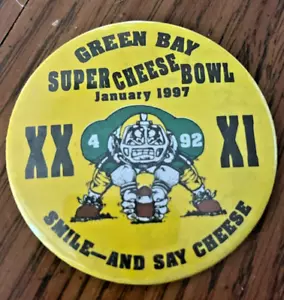 GREEN BAY
SUPER CHEESE BOWL
January 1997
XX XI
4 92
SMILE—AND SAY CHEESE